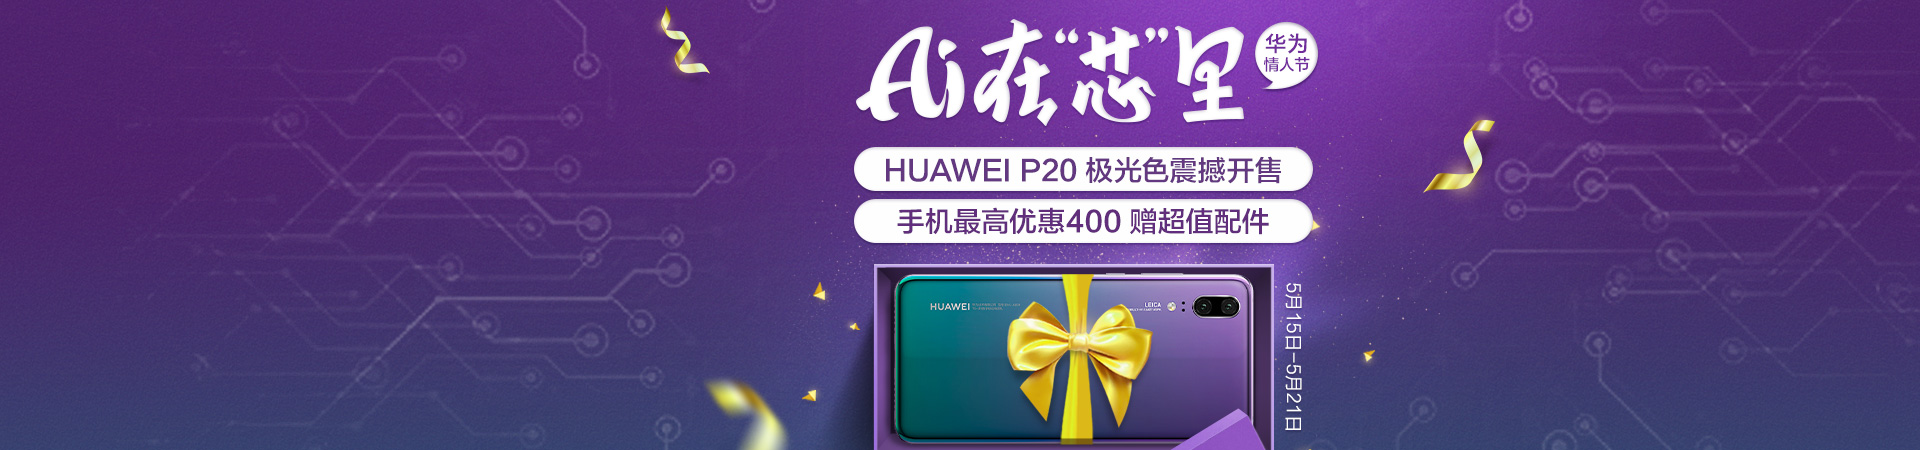 Ai在“芯”里
华为
情人节
HUAWEI P20 极光色震撼开售
手机最高优惠400 赠超值配件
HUAWEI
LEICA
5月15日-5月21日